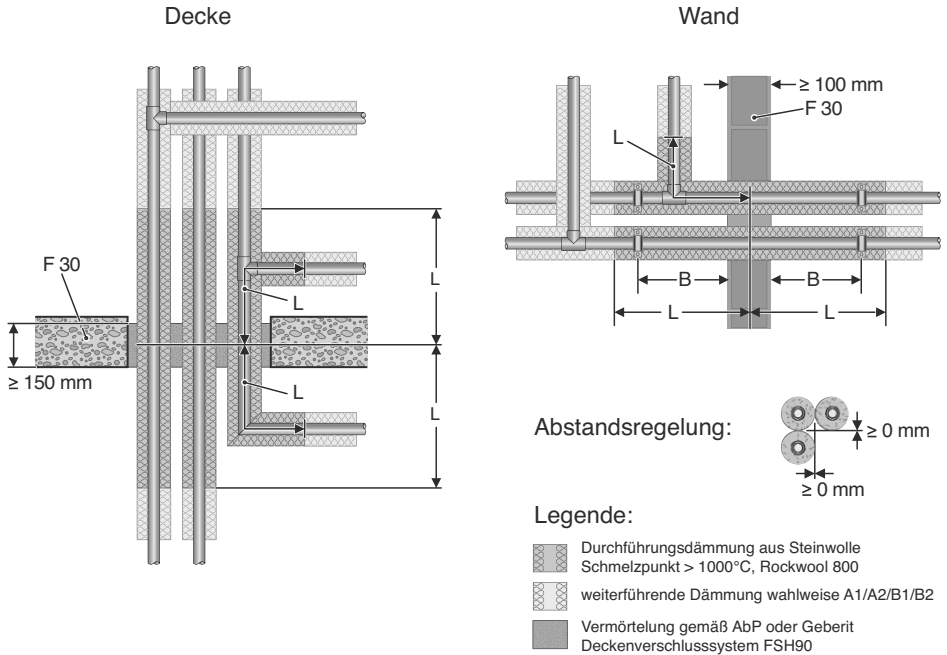 Decke
F 30
≥ 150 mm
L
L
L
L
Wand
≥ 100 mm
F 30
L
B
B
L
L
Abstandsregelung:
≥ 0 mm
≥ 0 mm
Legende:
Durchführungsdämmung aus Steinwolle
Schmelzpunkt > 1000°C, Rockwool 800
weiterführende Dämmung wahlweise A1/A2/B1/B2
Vermörtelung gemäß AbP oder Geberit
Deckenverschlusssystem FSH90